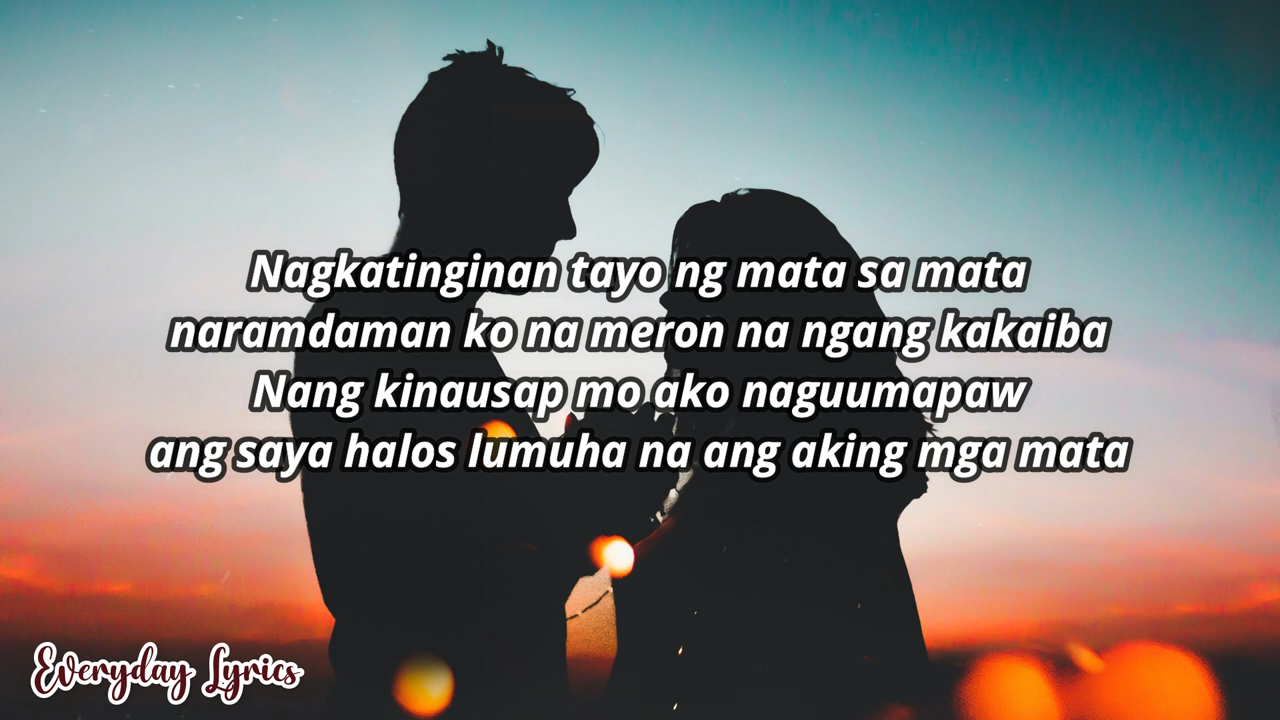 Nagkatinginan tayo ng mata sa mata
naramdaman ko na meron na ngang kakaiba
Nang kinausap mo ako naguumapaw
ang saya halos lumuha na ang aking mga mata
Everyday Lyrics